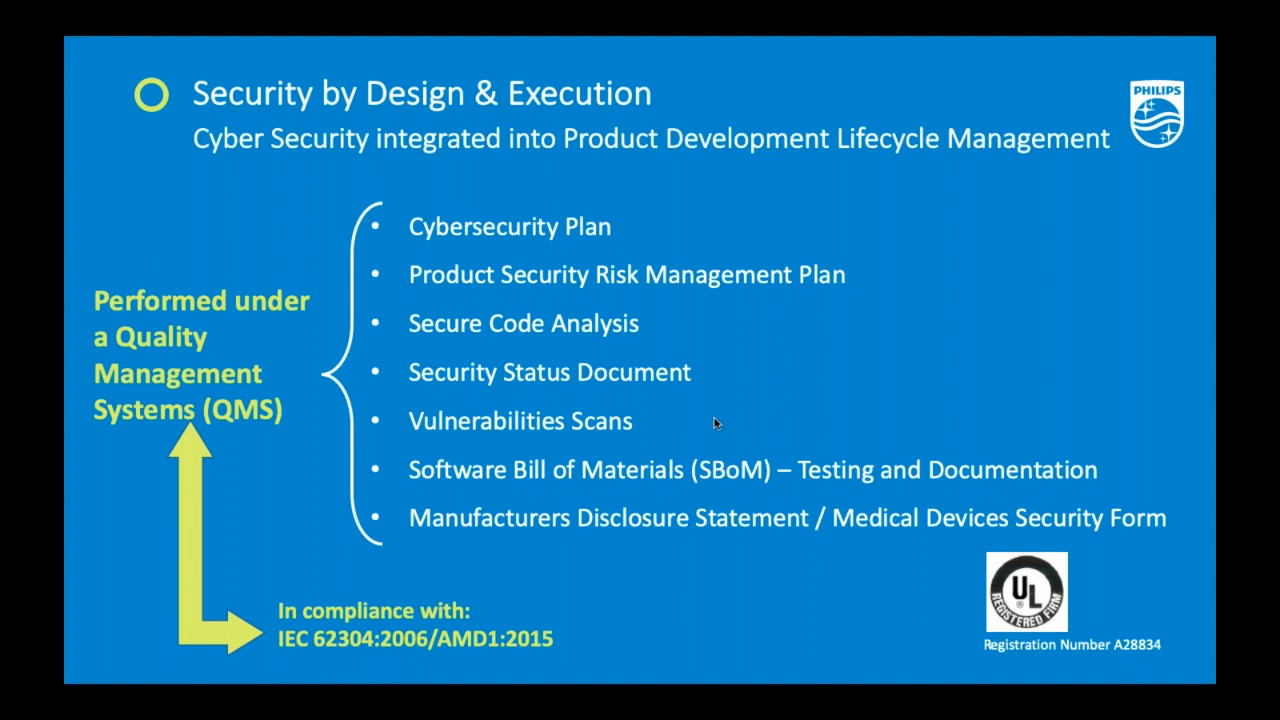 Security by Design & Execution
Cyber Security integrated into Product Development Lifecycle Management
PHILIPS
Performed under
a Quality
Management
Systems (QMS)
• Cybersecurity Plan
• Product Security Risk Management Plan
• Secure Code Analysis
• Security Status Document
• Vulnerabilities Scans
• Software Bill of Materials (SBoM) – Testing and Documentation
• Manufacturers Disclosure Statement / Medical Devices Security Form
In compliance with:
IEC 62304:2006/AMD1:2015
UL
®
REGISTERED FIRM
Registration Number A28834